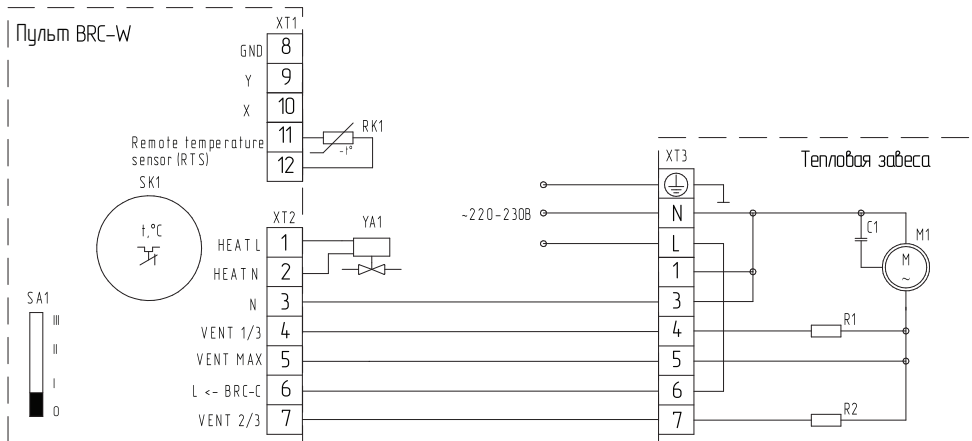 Пульт BRC-W
XT1
GND 8
Y 9
X 10
Remote temperature 11
sensor (RTS) 12
RK1
-t°
SK1
t,°C
XT2
HEAT L 1
HEAT N 2
N 3
VENT 1/3 4
VENT MAX 5
L <- BRC-C 6
VENT 2/3 7
YA1
SA1
III
II
I
0
~220-230В
XT3
Тепловая завеса
N
L
1
3
4
5
6
7
C1
M1
M
~
R1
R2